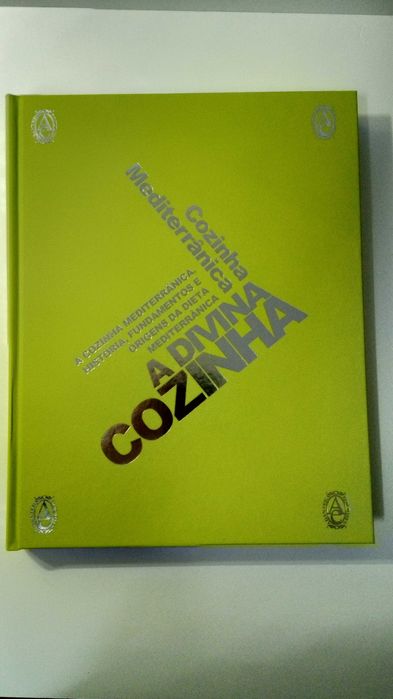 Cozinha
Mediterrânica
A COZINHA MEDITERRÂNICA.
HISTÓRIA, FUNDAMENTOS E
ORIGENS DA DIETA
MEDITERRÂNICA
A DIVINA
COZINHA